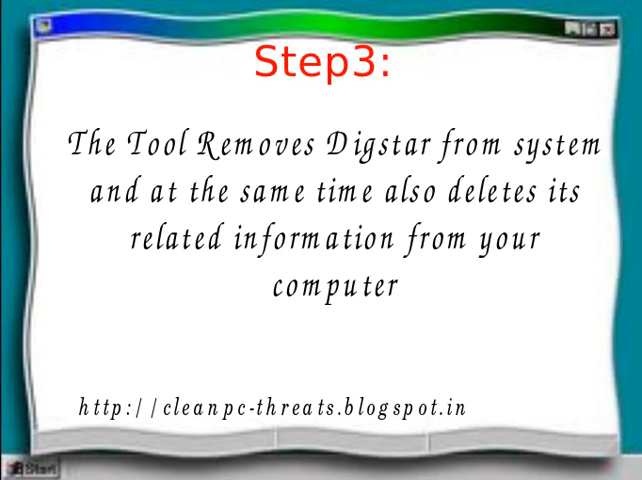 Step3:
The Tool Removes Digstar from system
and at the same time also deletes its
related information from your
computer
http://cleanpc-threats.blogspot.in
Start